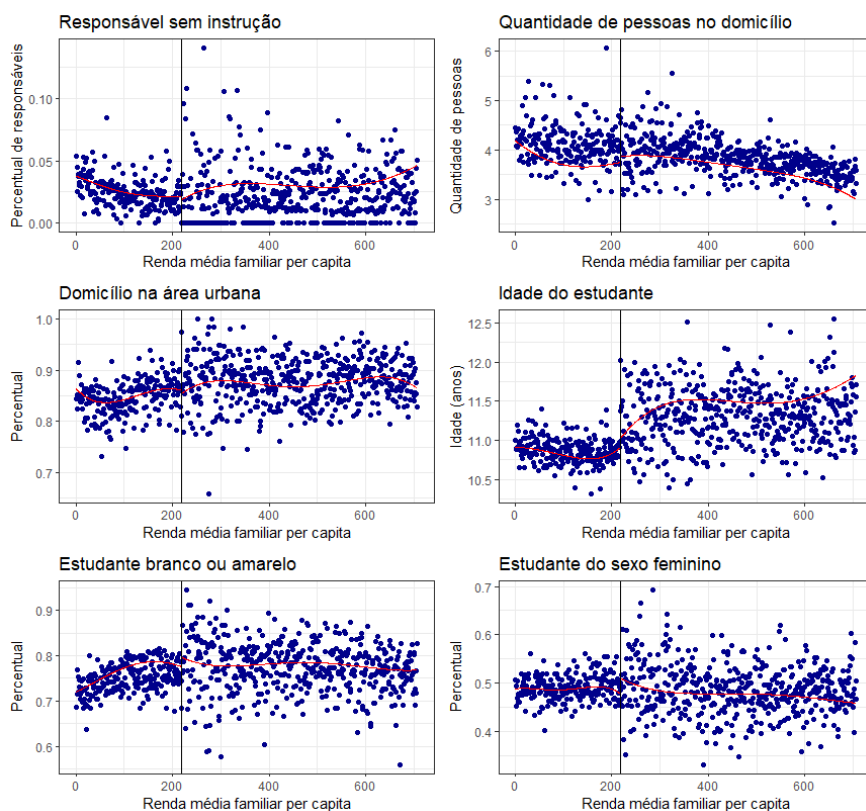 Responsável sem instrução
Percentual de responsáveis
0.10
0.05
0.00
0 200 400 600
Renda média familiar per capita
Quantidade de pessoas no domicílio
Quantidade de pessoas
6
5
4
3
0 200 400 600
Renda média familiar per capita
Domicílio na área urbana
Percentual
1.0
0.9
0.8
0.7
0 200 400 600
Renda média familiar per capita
Idade do estudante
Idade (anos)
12.5
12.0
11.5
11.0
10.5
0 200 400 600
Renda média familiar per capita
Estudante branco ou amarelo
Percentual
0.9
0.8
0.7
0.6
0 200 400 600
Renda média familiar per capita
Estudante do sexo feminino
Percentual
0.7
0.6
0.5
0.4
0 200 400 600
Renda média familiar per capita